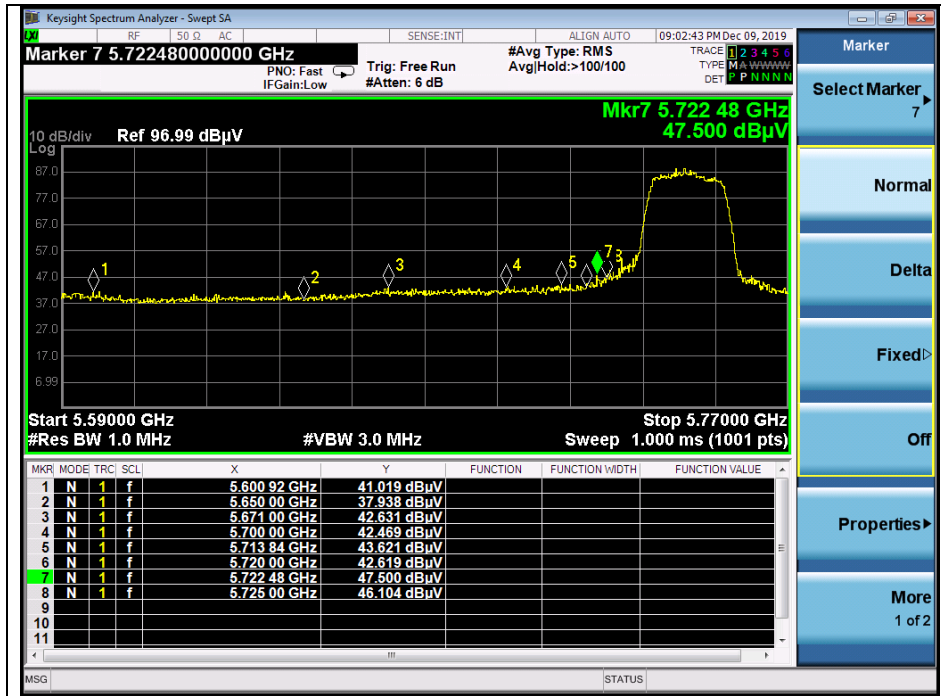 Keysight Spectrum Analyzer - Swept SA
LXI RF 50 Ω AC SENSE:INT ALIGN AUTO 09:02:43 PM Dec 09, 2019
Marker 7 5.722480000000 GHz
PNO: Fast
IFGain:Low
Trig: Free Run
#Atten: 6 dB
#Avg Type: RMS
Avg|Hold:>100/100
TRACE 1 2 3 4 5 6
TYPE M A W W W W
DET P P N N N N
Mkr7 5.722 48 GHz
47.500 dBµV
10 dB/div Ref 96.99 dBµV
Log
87.0
77.0
67.0
57.0
47.0
37.0
27.0
17.0
6.99
1
2
3
4
5
7
8
Start 5.59000 GHz Stop 5.77000 GHz
#Res BW 1.0 MHz #VBW 3.0 MHz Sweep 1.000 ms (1001 pts)
MKR MODE TRC SCL X Y FUNCTION FUNCTION WIDTH FUNCTION VALUE
1 N 1 f 5.600 92 GHz 41.019 dBµV
2 N 1 f 5.650 00 GHz 37.938 dBµV
3 N 1 f 5.671 00 GHz 42.631 dBµV
4 N 1 f 5.700 00 GHz 42.469 dBµV
5 N 1 f 5.713 84 GHz 43.621 dBµV
6 N 1 f 5.720 00 GHz 42.619 dBµV
7 N 1 f 5.722 48 GHz 47.500 dBµV
8 N 1 f 5.725 00 GHz 46.104 dBµV
9
10
11
MSG STATUS
Marker
Select Marker
7
Normal
Delta
Fixed
Off
Properties
More
1 of 2